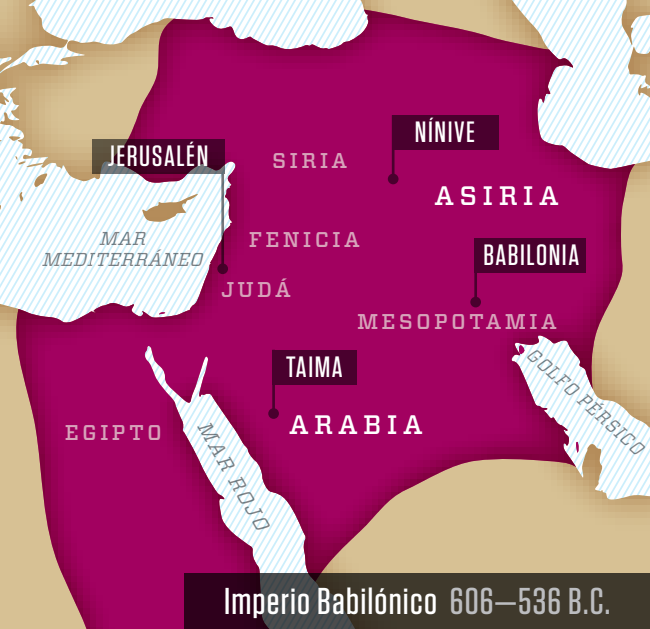 NÍNIVE
JERUSALÉN
SIRIA
ASIRIA
MAR
MEDITERRÁNEO
FENICIA
BABILONIA
JUDÁ
MESOPOTAMIA
TAIMA
GOLFO PÉRSICO
ARABIA
EGIPTO
MAR ROJO
Imperio Babilónico 606–536 B.C.